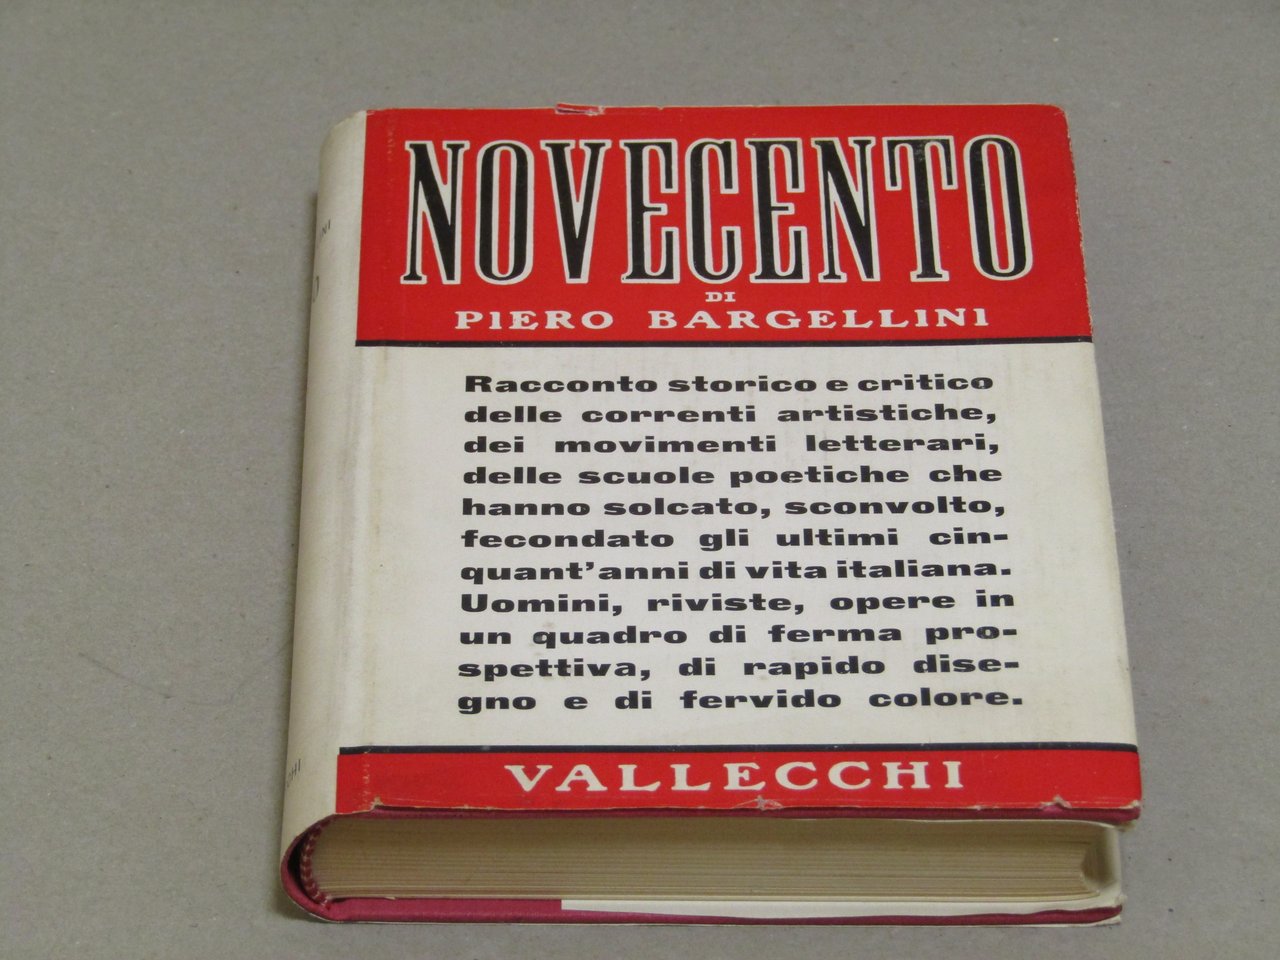 NOVECENTO
DI
PIERO BARGELLINI
Racconto storico e critico
delle correnti artistiche,
dei movimenti letterari,
delle scuole poetiche che
hanno solcato, sconvolto,
fecondato gli ultimi cin-
quant'anni di vita italiana.
Uomini, riviste, opere in
un quadro di ferma pro-
spettiva, di rapido dise-
gno e di fervido colore.
VALLECCHI